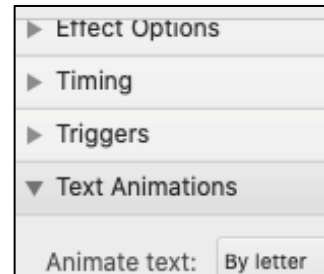 Effect Options
Timing
Triggers
Text Animations
Animate text: By letter